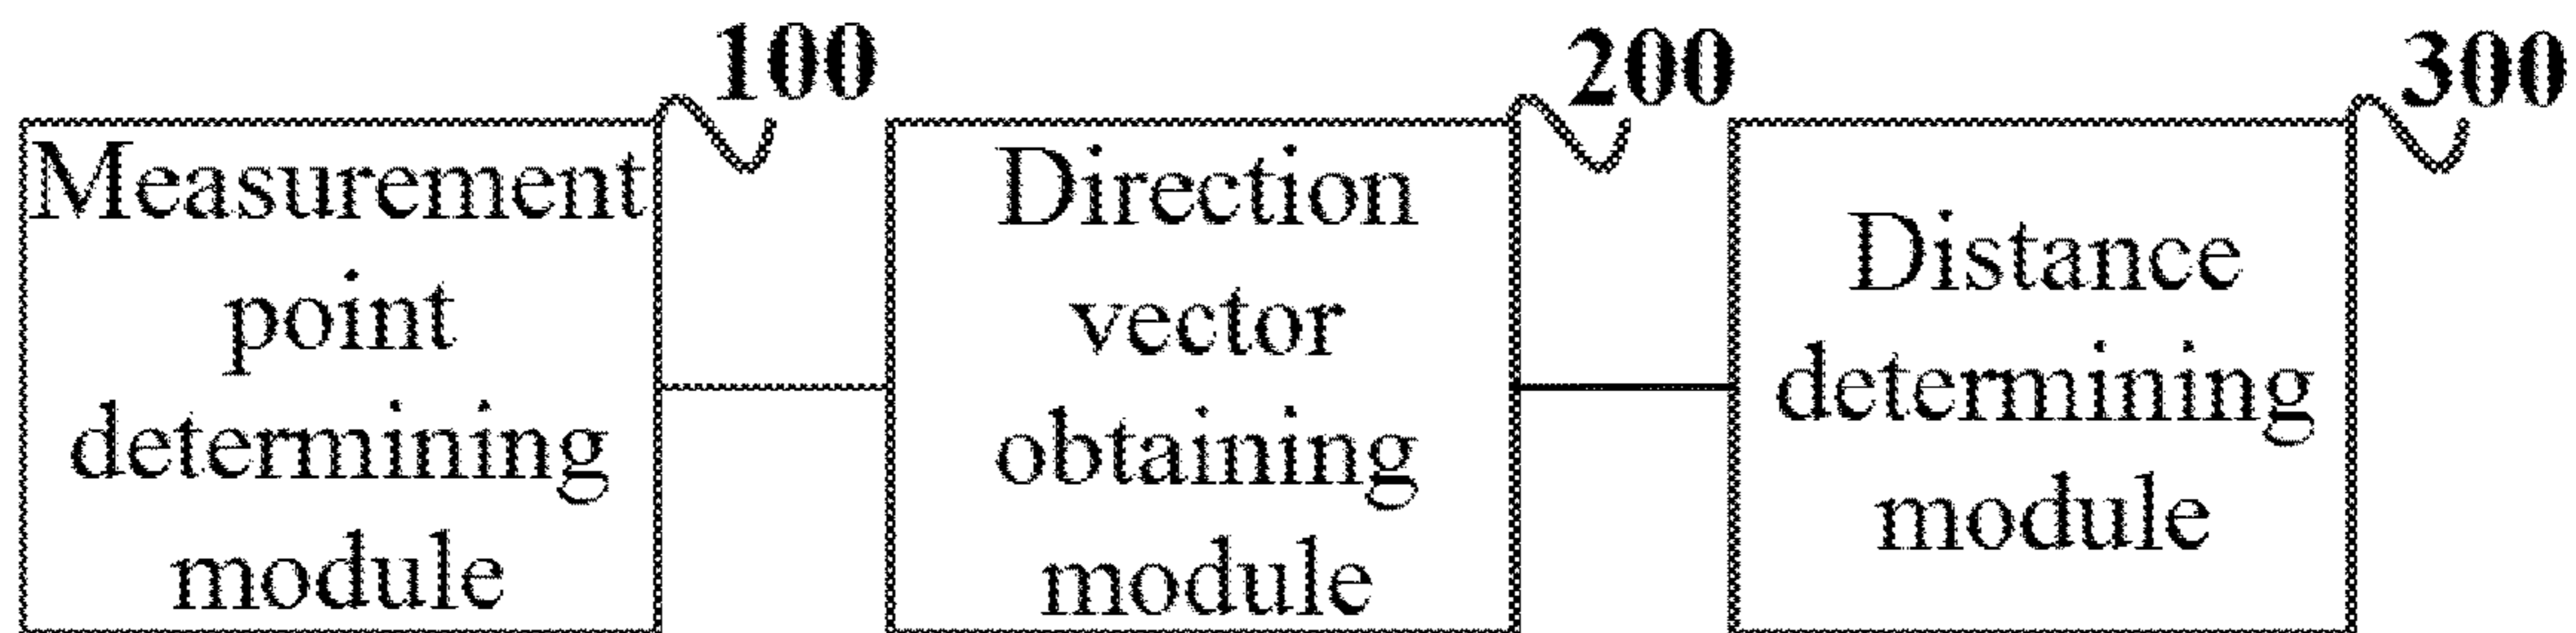 100
Measurement
point
determining
module
200
Direction
vector
obtaining
module
300
Distance
determining
module